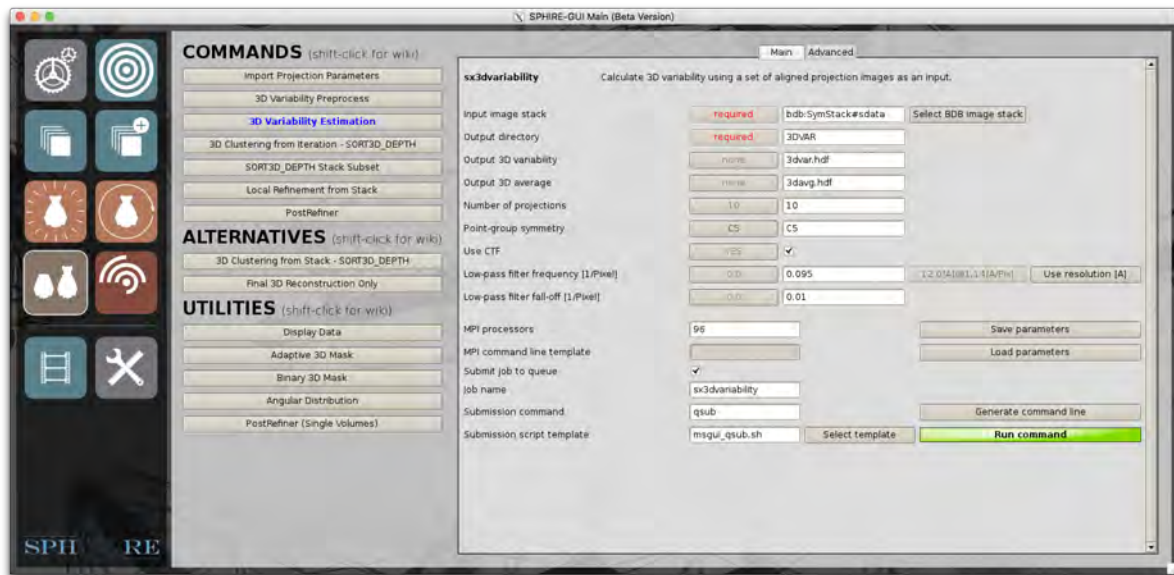 SPHIRE-GUI Main (Beta Version)
COMMANDS (shift-click for wiki)
Import Projection Parameters
3D Variability Preprocess
3D Variability Estimation
3D Clustering from Iteration - SORT3D_DEPTH
SORT3D_DEPTH Stack Subset
Local Refinement from Stack
PostRefiner
ALTERNATIVES (shift-click for wiki)
3D Clustering from Stack - SORT3D_DEPTH
Final 3D Reconstruction Only
UTILITIES (shift-click for wiki)
Display Data
Adaptive 3D Mask
Binary 3D Mask
Angular Distribution
PostRefiner (Single Volumes)
SPH RE
Main Advanced
sx3dvariability Calculate 3D variability using a set of aligned projection images as an input.
Input image stack required bdb:SymStack#sdata Select BDB image stack
Output directory required 3DVAR
Output 3D variability none 3dvar.hdf
Output 3D average none 3davg.hdf
Number of projections 10 10
Point-group symmetry C5 C5
Use CTF YES
Low-pass filter frequency [1/Pixel] 0.0 0.095 Use resolution [A]
Low-pass filter fall-off [1/Pixel] 0.0 0.01
MPI processors 96 Save parameters
MPI command line template Load parameters
Submit job to queue
Job name sx3dvariability
Submission command qsub Generate command line
Submission script template msgui_qsub.sh Select template Run command